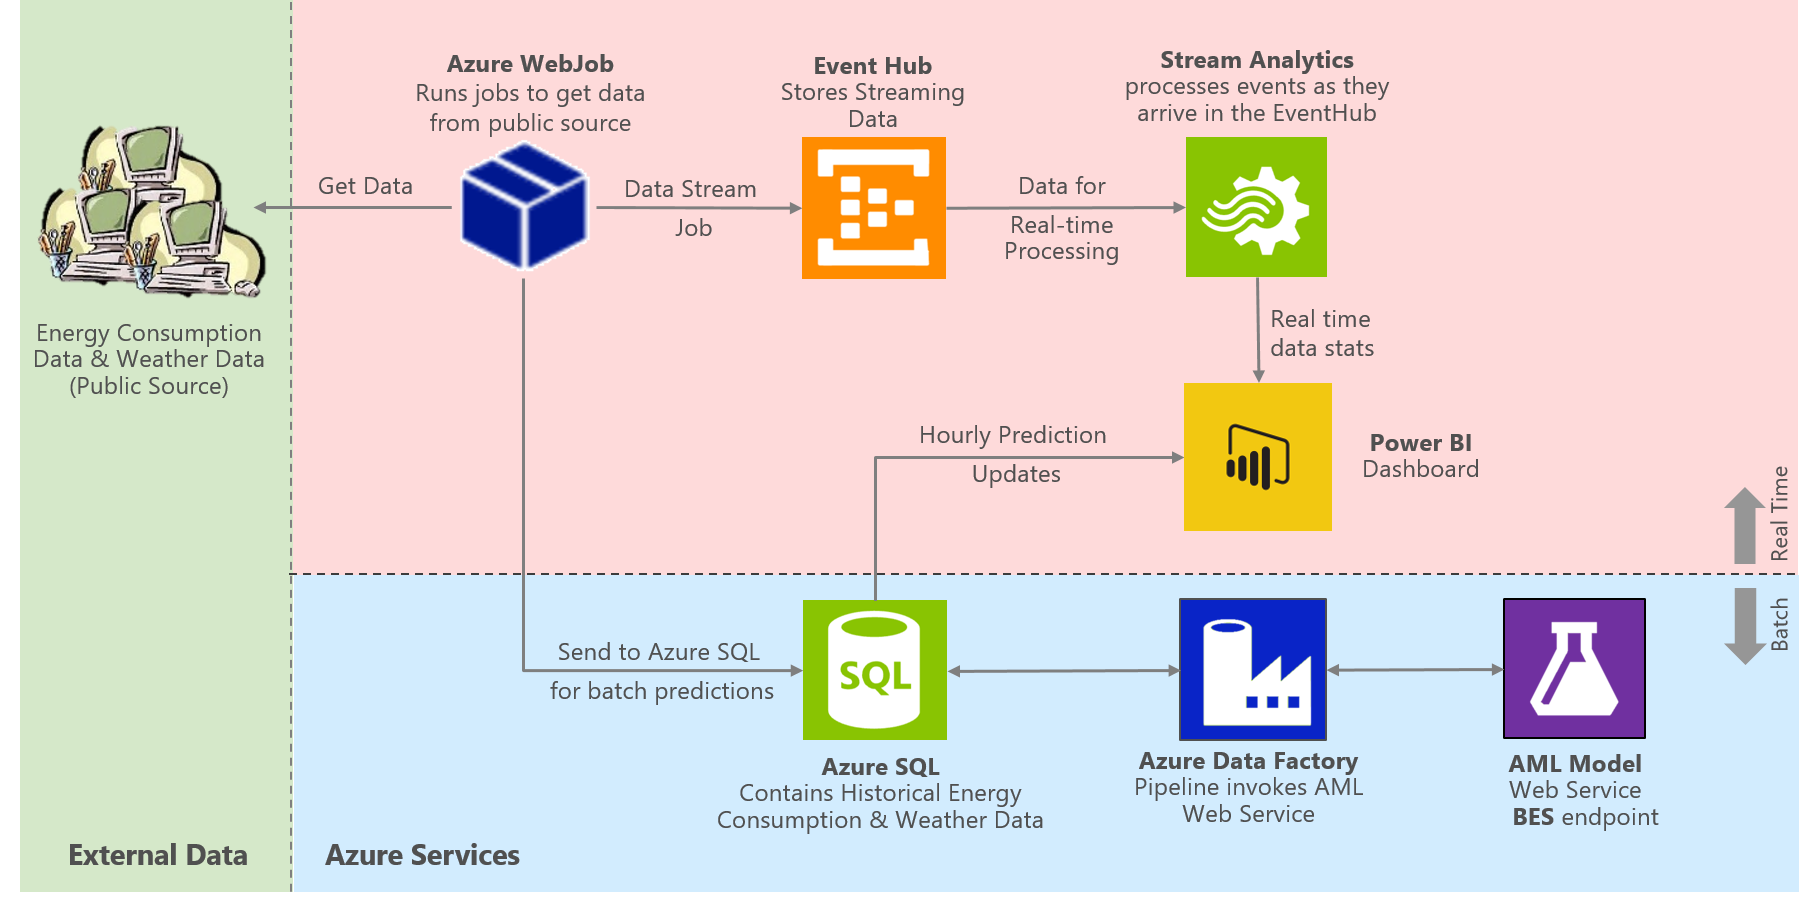 Azure WebJob
Runs jobs to get data
from public source
Event Hub
Stores Streaming
Data
Stream Analytics
processes events as they
arrive in the EventHub
Get Data
Data Stream
Job
Data for
Real-time
Processing
Energy Consumption
Data & Weather Data
(Public Source)
Real time
data stats
Hourly Prediction
Updates
Power BI
Dashboard
Real Time
Batch
Send to Azure SQL
for batch predictions
SQL
Azure SQL
Contains Historical Energy
Consumption & Weather Data
Azure Data Factory
Pipeline invokes AML
Web Service
AML Model
Web Service
BES endpoint
External Data
Azure Services